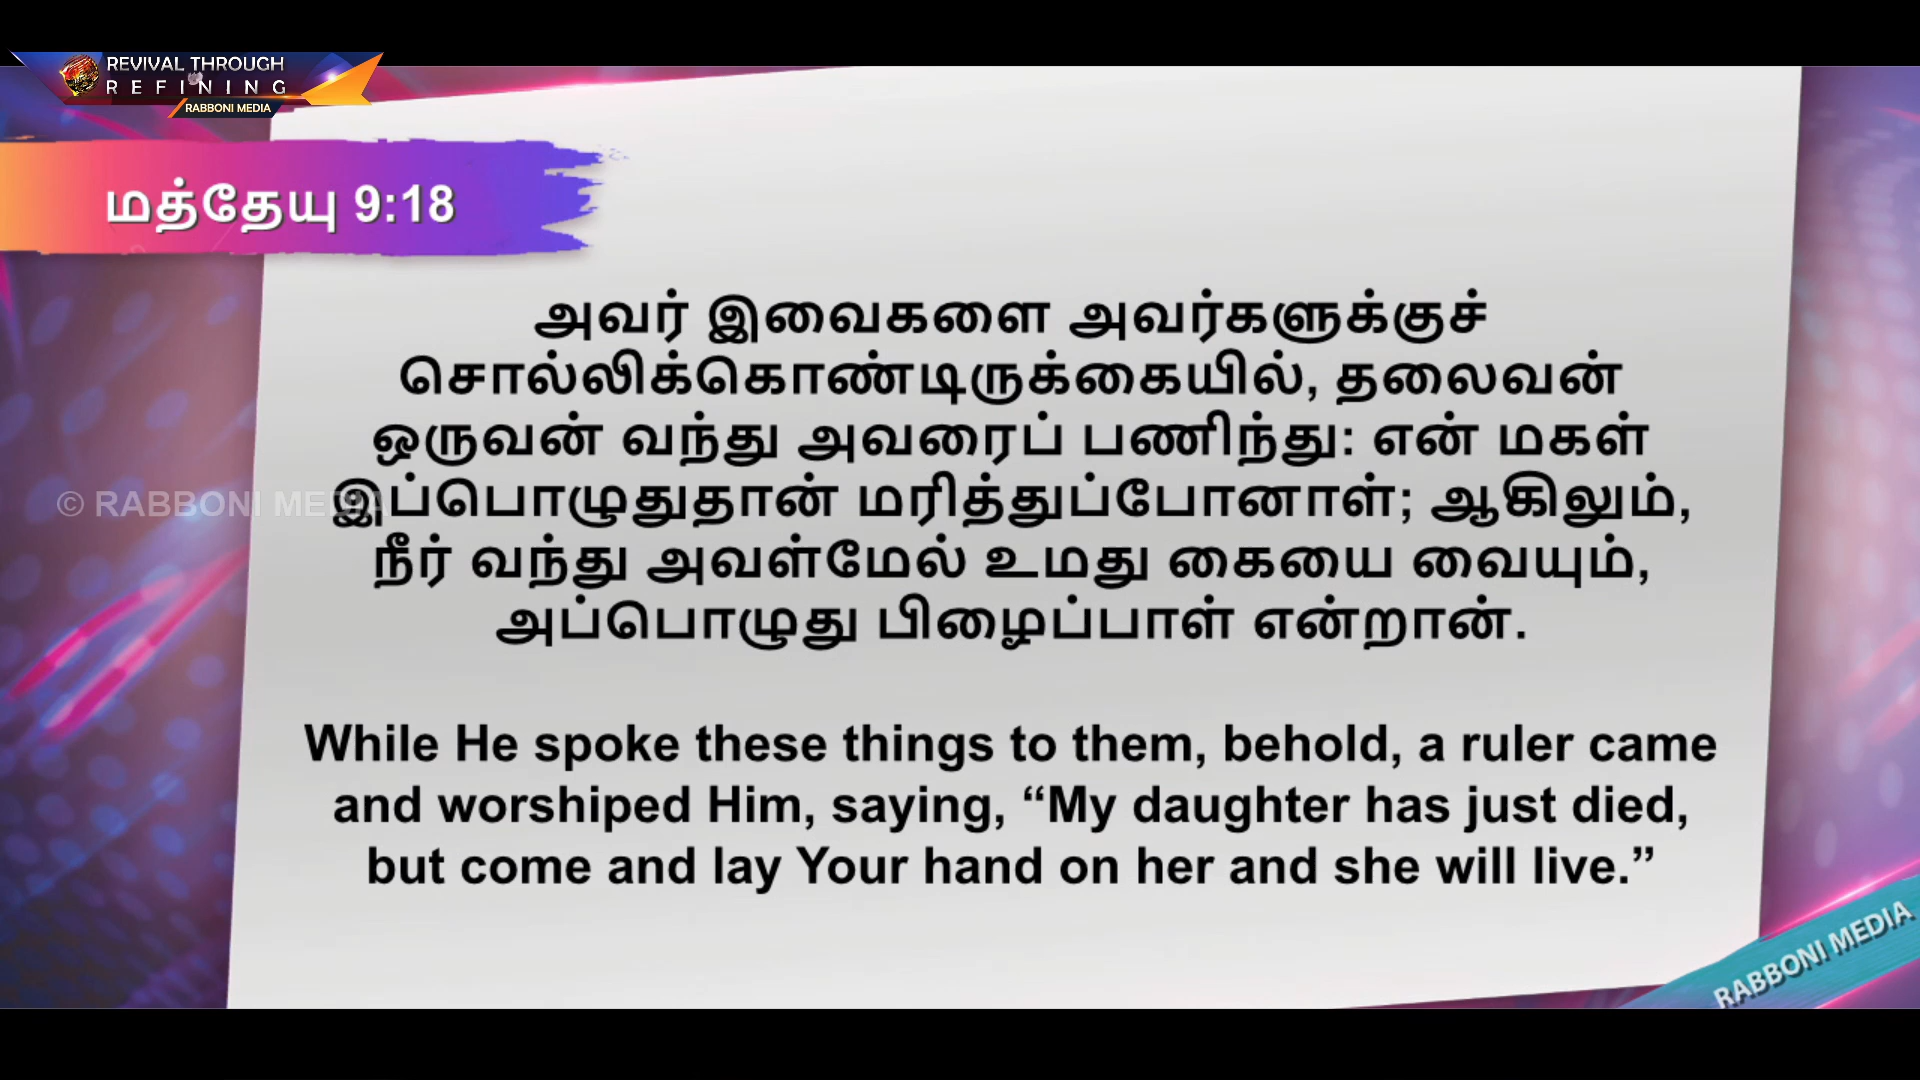 REVIVAL THROUGH
REFINING
RABBONI MEDIA
மத்தேயு 9:18
அவர் இவைகளை அவர்களுக்குச்
சொல்லிக்கொண்டிருக்கையில், தலைவன்
ஒருவன் வந்து அவரைப் பணிந்து: என் மகள்
இப்பொழுதுதான் மரித்துப்போனாள்; ஆகிலும்,
நீர் வந்து அவள்மேல் உமது கையை வையும்,
அப்பொழுது பிழைப்பாள் என்றான்.
© RABBONI MEDIA
While He spoke these things to them, behold, a ruler came
and worshiped Him, saying, “My daughter has just died,
but come and lay Your hand on her and she will live.”
RABBONI MEDIA